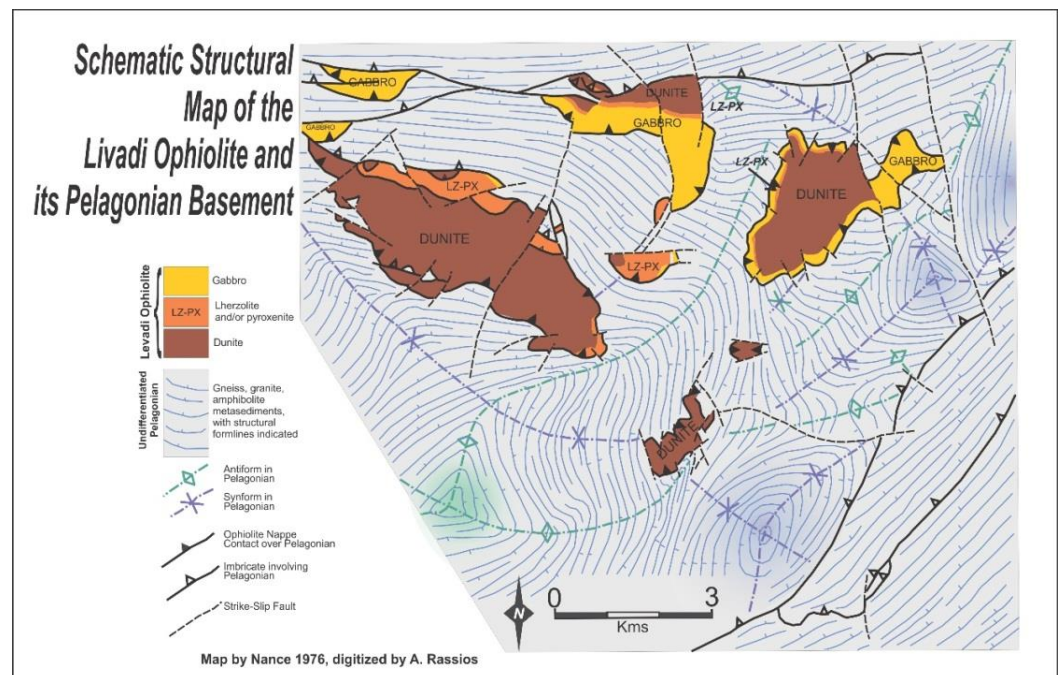 Schematic Structural
Map of the
Livadi Ophiolite and
its Pelagonian Basement
Levadi Ophiolite
Gabbro
LZ-PX
Lherzolite
and/or pyroxenite
Dunite
Undifferentiated
Pelagonian
Gneiss, granite,
amphibolite
metasediments,
with structural
formlines indicated
Antiform in
Pelagonian
Synform in
Pelagonian
Ophiolite Nappe
Contact over Pelagonian
Imbricate involving
Pelagonian
Strike-Slip Fault
Map by Nance 1976, digitized by A. Rassios
GABBRO
GABBRO
LZ-PX
DUNITE
DUNITE
GABBRO
LZ-PX
LZ-PX
DUNITE
GABBRO
LZ-PX
DUNITE
N
0 3
Kms